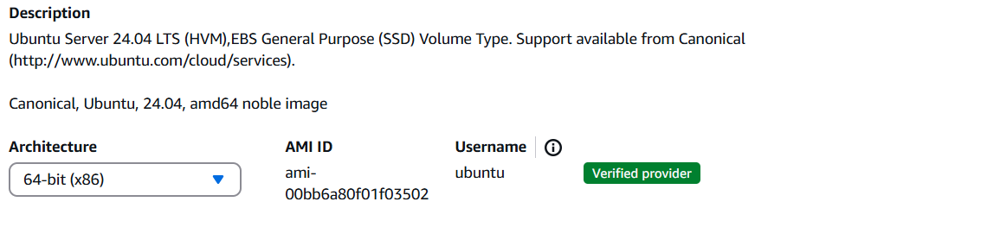 Description
Ubuntu Server 24.04 LTS (HVM),EBS General Purpose (SSD) Volume Type. Support available from Canonical
(http://www.ubuntu.com/cloud/services).
Canonical, Ubuntu, 24.04, amd64 noble image
Architecture
64-bit (x86)
AMI ID
ami-
00bb6a80f01f03502
Username
ubuntu
Verified provider